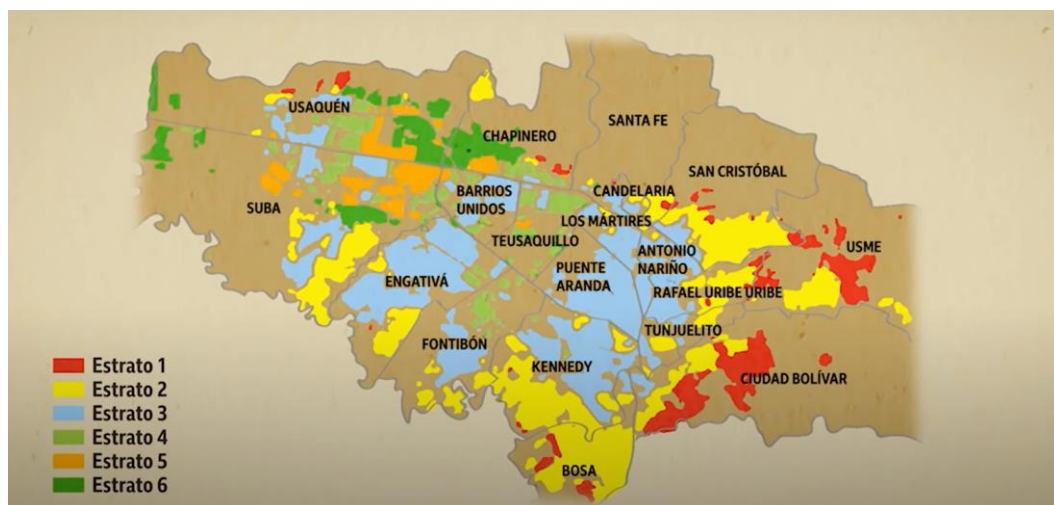 USAQUÉN
CHAPINERO
SANTA FE
SAN CRISTÓBAL
CANDELARIA
BARRIOS
UNIDOS
SUBA
LOS MÁRTIRES
TEUSAQUILLO
ANTONIO
NARIÑO
USME
PUENTE
ARANDA
ENGATIVÁ
RAFAEL URIBE URIBE
TUNJUELITO
FONTIBÓN
KENNEDY
CIUDAD BOLÍVAR
BOSA
Estrato 1
Estrato 2
Estrato 3
Estrato 4
Estrato 5
Estrato 6